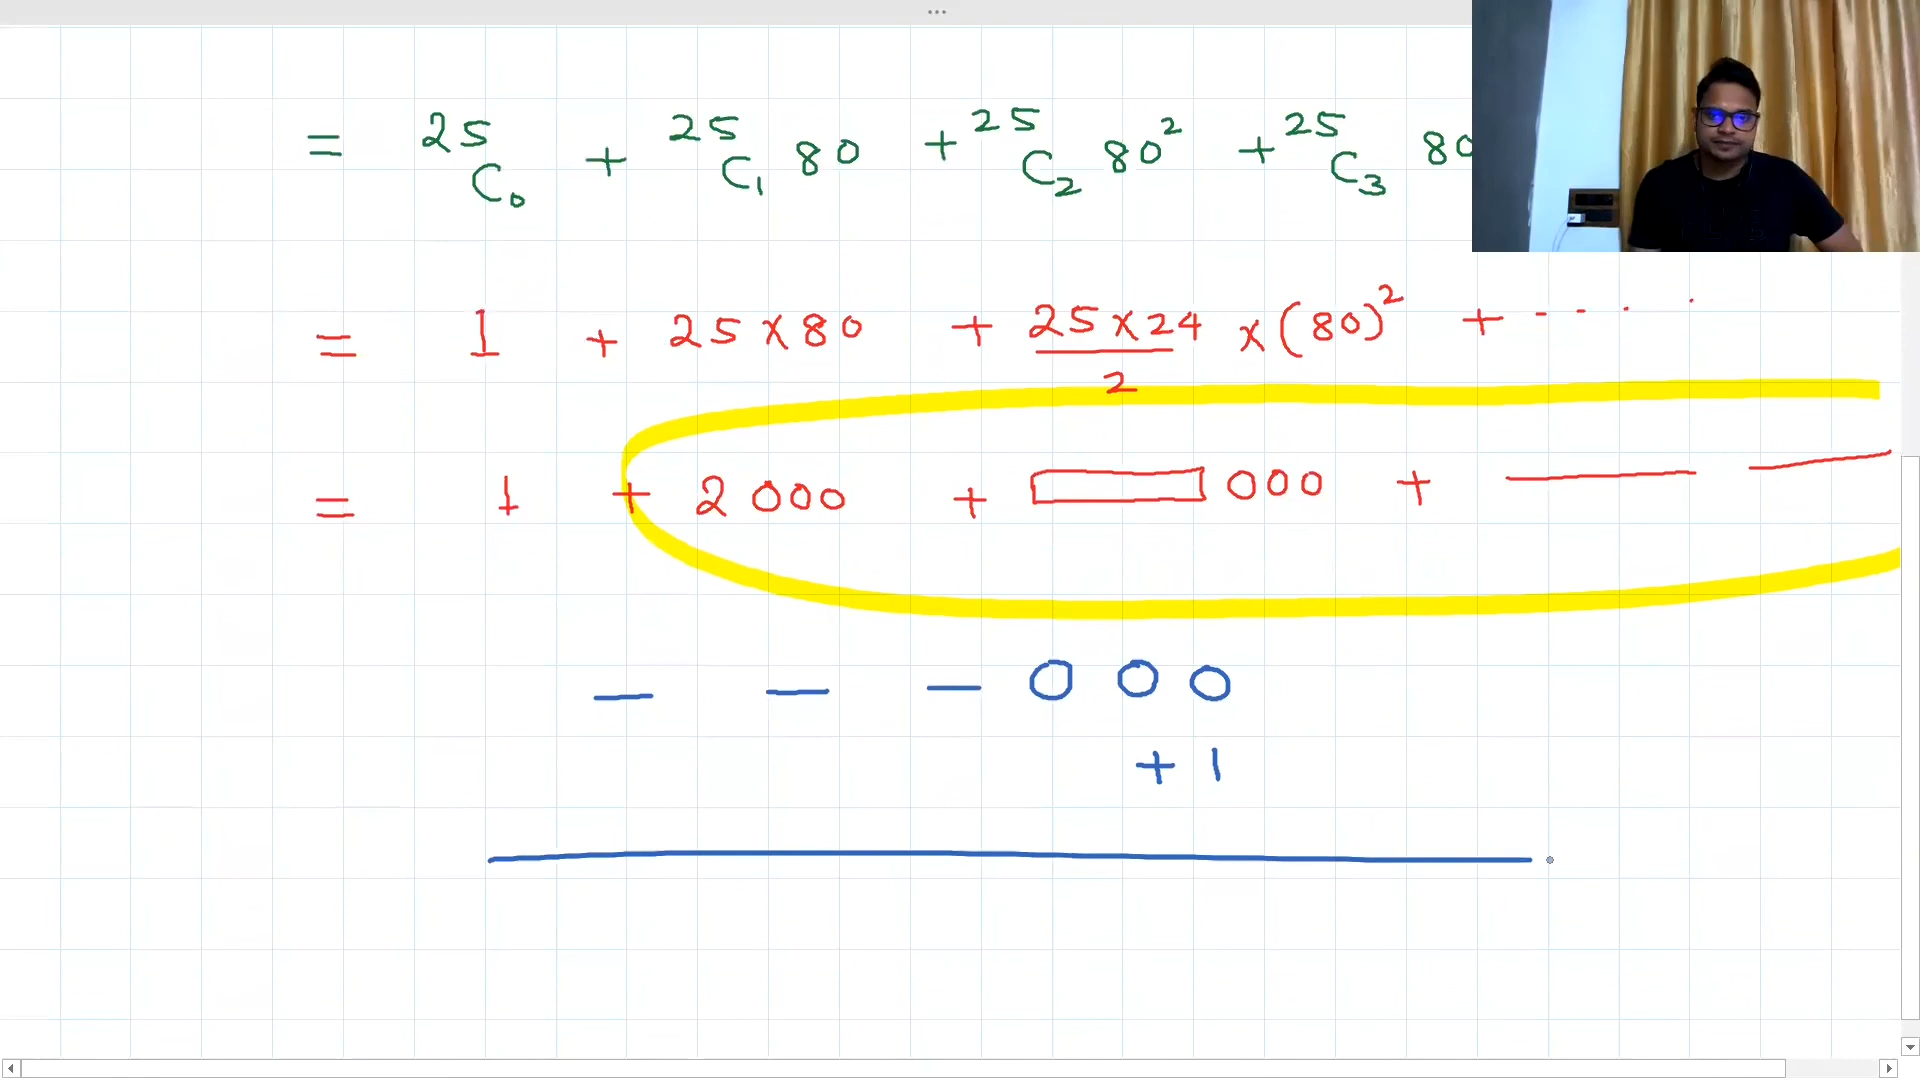 = ²⁵C₀ + ²⁵C₁ 80 + ²⁵C₂ 80² + ²⁵C₃ 80
= 1 + 25 × 80 + 25 × 24 / 2 × (80)² + - - - -
= 1 + 2000 + ▭ 000 + — —
— — — 0 0 0
+ 1